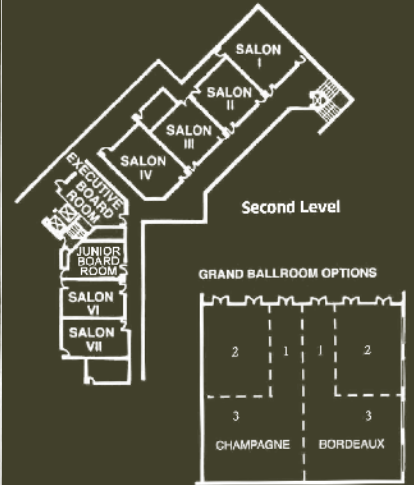 SALON
I
SALON
II
SALON
III
SALON
IV
EXECUTIVE
BOARD
ROOM
Second Level
JUNIOR
BOARD
ROOM
SALON
VI
SALON
VII
GRAND BALLROOM OPTIONS
2 1 1 2
3 3
CHAMPAGNE BORDEAUX